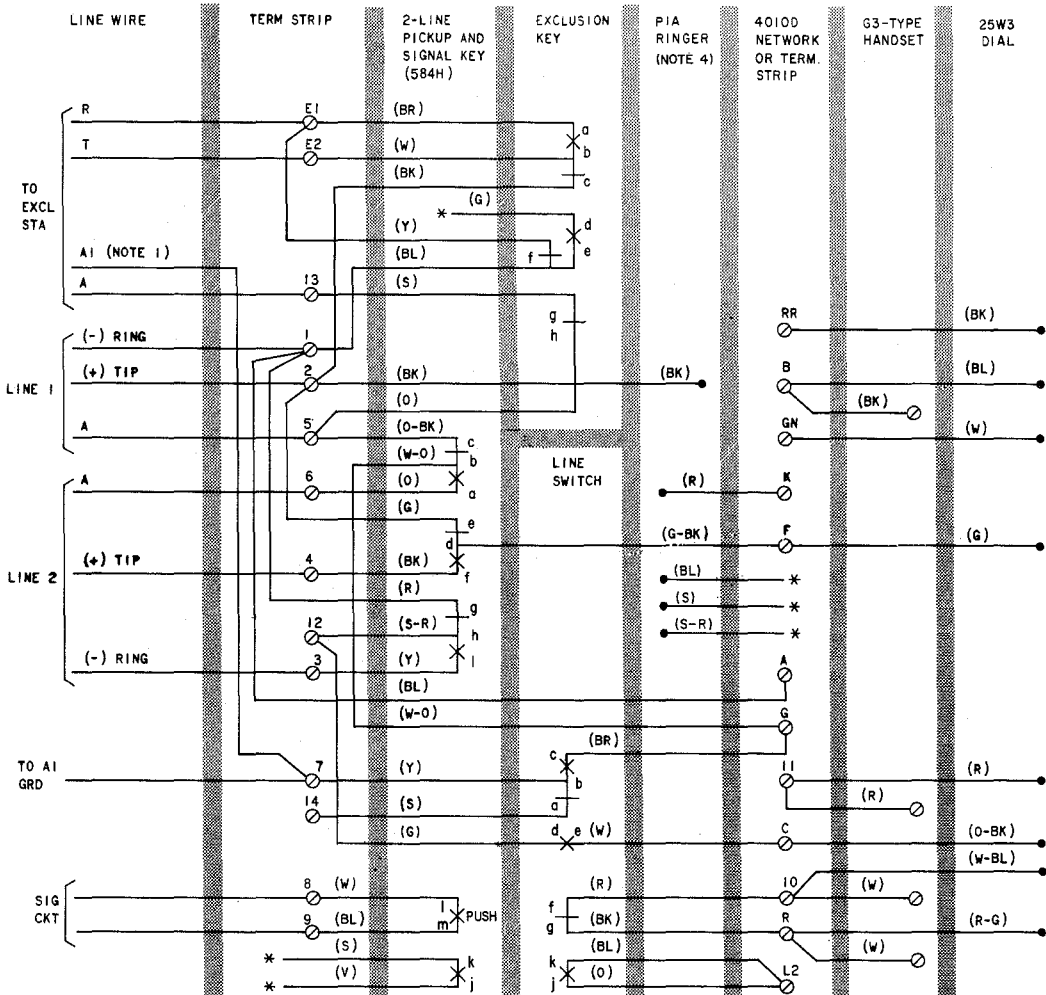 LINE WIRE
TERM STRIP
2-LINE
PICKUP AND
SIGNAL KEY
(584H)
EXCLUSION
KEY
P1A
RINGER
(NOTE 4)
4010D
NETWORK
OR TERM.
STRIP
G3-TYPE
HANDSET
25W3
DIAL
R E1 (BR) a
T E2 (W) b
(BK) c
TO
EXCL
STA
* (G) d
(Y) e
A1 (NOTE 1) (BL) f
A 13 (S)
g
h
RR (BK)
(-) RING 1
LINE 1
(+) TIP 2 (BK) (BK) B (BL)
(O) (BK)
A 5 (O-BK) c GN (W)
(W-O) b
LINE
SWITCH
A 6 (O) a (R) K
(G) e
d (G-BK) F (G)
LINE 2
(+) TIP 4 (BK) f (BL) *
(R) g (S) *
12 (S-R) h (S-R) *
(-) RING 3 (Y) i A
(BL)
(W-O) G
(BR)
c
TO A1
GRD
7 (Y) b 11 (R)
14 (S) a (R)
(G) d e (W) C (O-BK)
(W-BL)
SIG
CKT
8 (W) l (R) f 10 (W)
9 (BL) m PUSH (BK) g R (R-G)
* (S) k (BL) k (W)
* (V) j (O) j L2